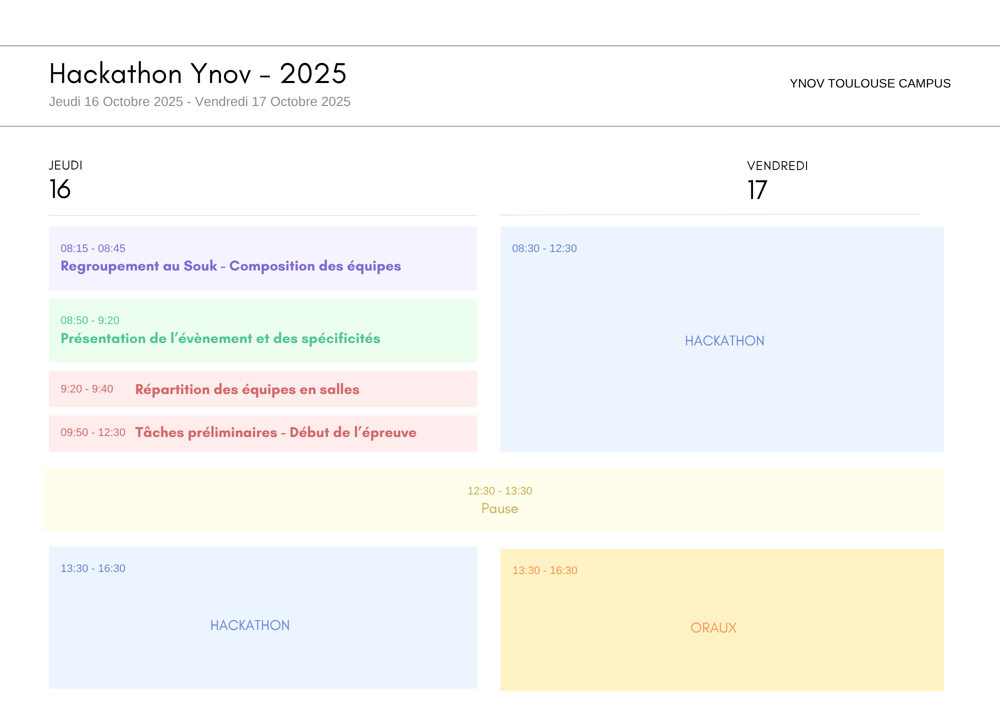 Hackathon Ynov - 2025
Jeudi 16 Octobre 2025 - Vendredi 17 Octobre 2025
YNOV TOULOUSE CAMPUS
JEUDI
16
08:15 - 08:45
Regroupement au Souk - Composition des équipes
08:50 - 9:20
Présentation de l’évènement et des spécificités
9:20 - 9:40 Répartition des équipes en salles
09:50 - 12:30 Tâches préliminaires - Début de l’épreuve
VENDREDI
17
08:30 - 12:30
HACKATHON
12:30 - 13:30
Pause
13:30 - 16:30
HACKATHON
13:30 - 16:30
ORAUX